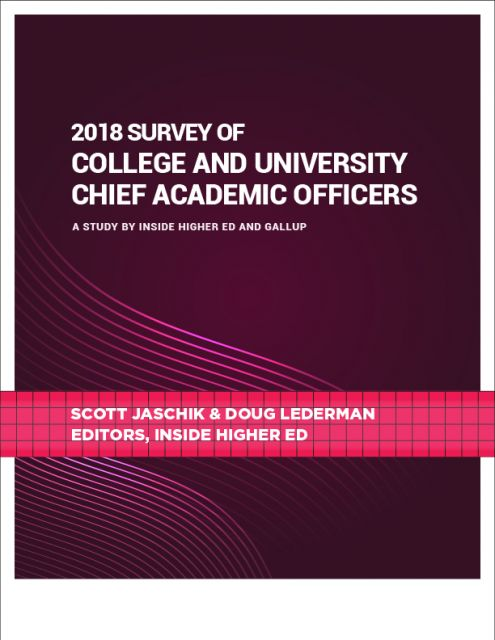 2018 SURVEY OF
COLLEGE AND UNIVERSITY
CHIEF ACADEMIC OFFICERS
A STUDY BY INSIDE HIGHER ED AND GALLUP
SCOTT JASCHIK & DOUG LEDERMAN
EDITORS, INSIDE HIGHER ED